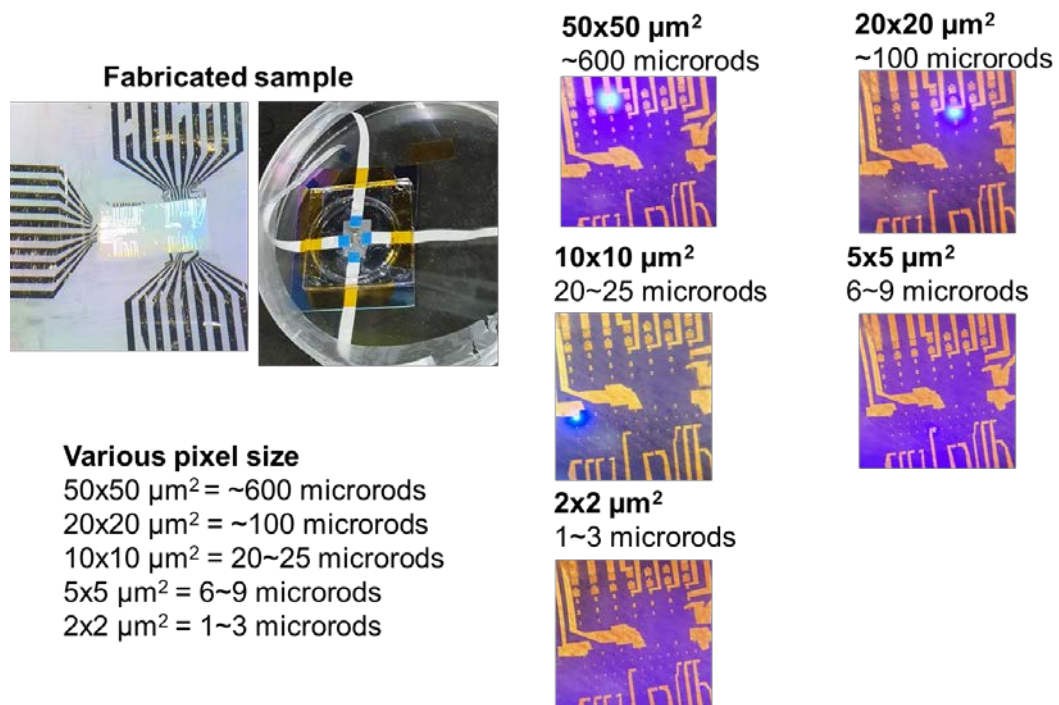 Fabricated sample
50x50 µm²
~600 microrods
20x20 µm²
~100 microrods
10x10 µm²
20~25 microrods
5x5 µm²
6~9 microrods
2x2 µm²
1~3 microrods
Various pixel size
50x50 µm² = ~600 microrods
20x20 µm² = ~100 microrods
10x10 µm² = 20~25 microrods
5x5 µm² = 6~9 microrods
2x2 µm² = 1~3 microrods